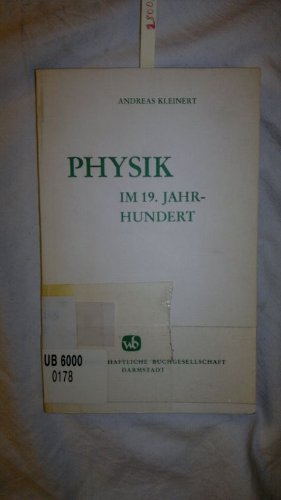 ANDREAS KLEINERT
PHYSIK
IM 19. JAHR-
HUNDERT
wb
HAFTLICHE BUCHGESELLSCHAFT
DARMSTADT
UB 6000
0178